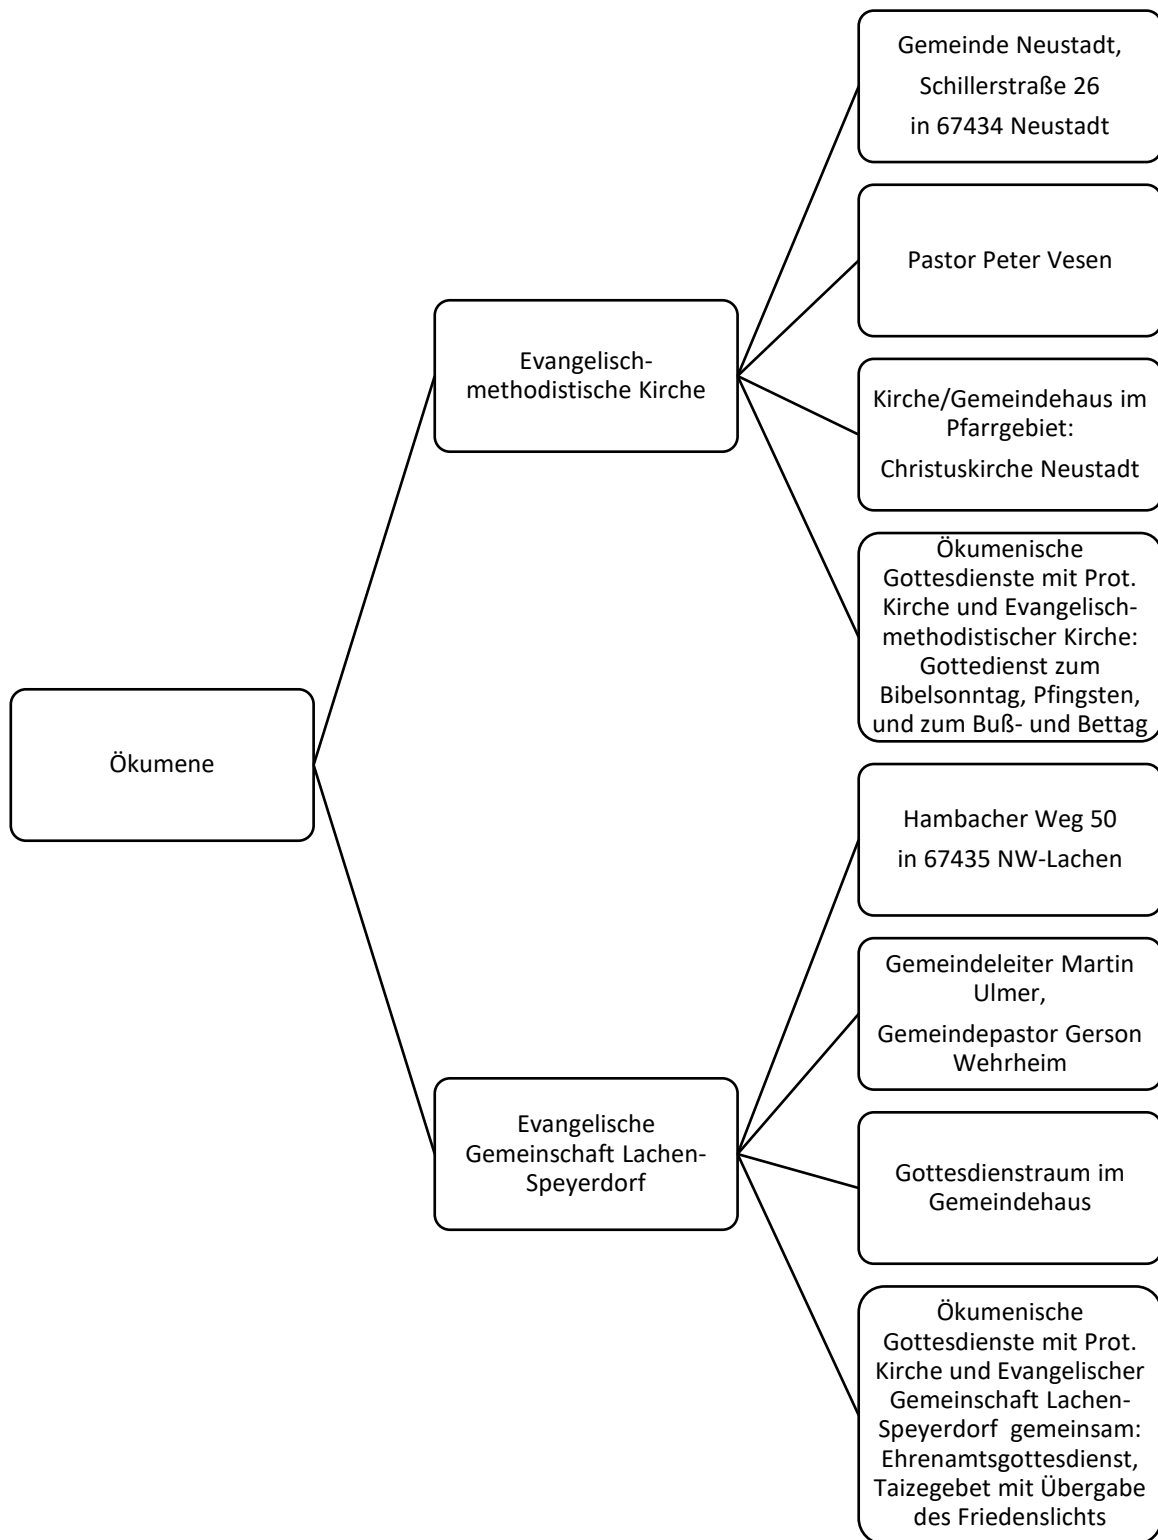 Ökumene
Evangelisch-
methodistische Kirche
Gemeinde Neustadt,
Schillerstraße 26
in 67434 Neustadt
Pastor Peter Vesen
Kirche/Gemeindehaus im
Pfarrgebiet:
Christuskirche Neustadt
Ökumenische
Gottesdienste mit Prot.
Kirche und Evangelisch-
methodistischer Kirche:
Gottedienst zum
Bibelsonntag, Pfingsten,
und zum Buß- und Bettag
Evangelische
Gemeinschaft Lachen-
Speyerdorf
Hambacher Weg 50
in 67435 NW-Lachen
Gemeindeleiter Martin
Ulmer,
Gemeindepastor Gerson
Wehrheim
Gottesdienstraum im
Gemeindehaus
Ökumenische
Gottesdienste mit Prot.
Kirche und Evangelischer
Gemeinschaft Lachen-
Speyerdorf  gemeinsam:
Ehrenamtsgottesdienst,
Taizegebet mit Übergabe
des Friedenslichts